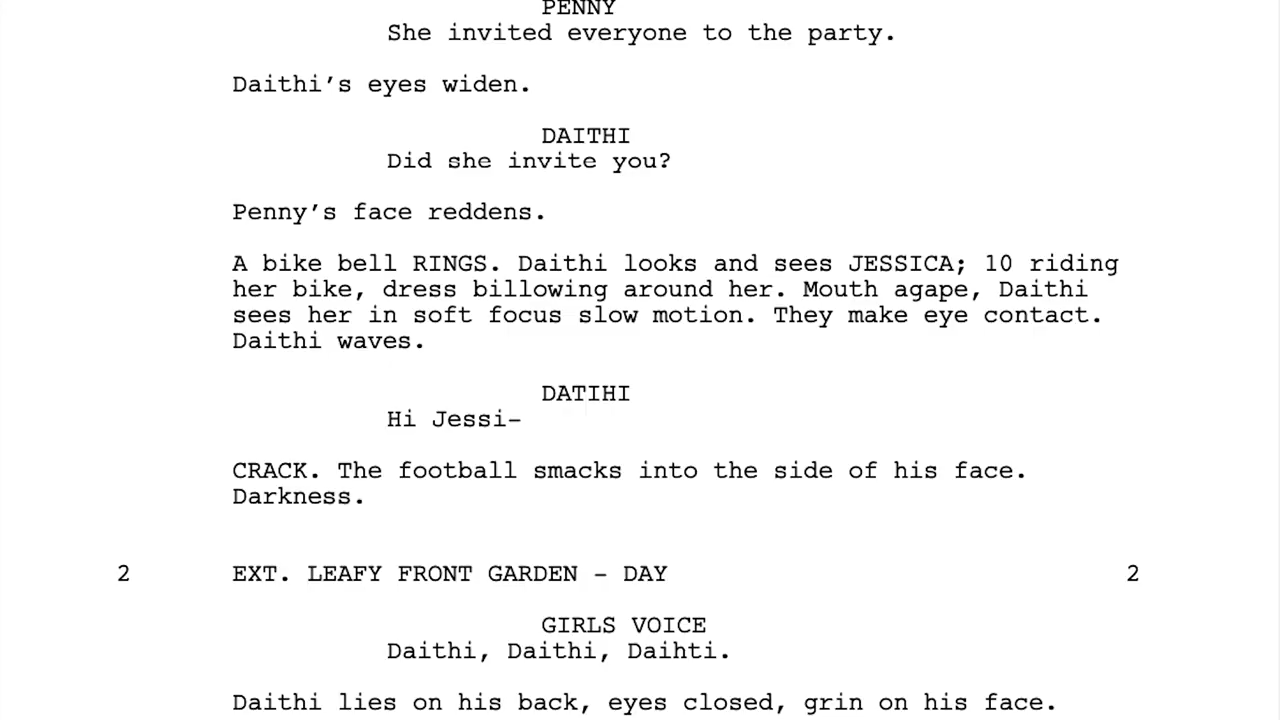 PENNY
She invited everyone to the party.
Daithi’s eyes widen.
DAITHI
Did she invite you?
Penny’s face reddens.
A bike bell RINGS. Daithi looks and sees JESSICA; 10 riding
her bike, dress billowing around her. Mouth agape, Daithi
sees her in soft focus slow motion. They make eye contact.
Daithi waves.
DATIHI
Hi Jessi-
CRACK. The football smacks into the side of his face.
Darkness.
2 EXT. LEAFY FRONT GARDEN - DAY 2
GIRLS VOICE
Daithi, Daithi, Daihti.
Daithi lies on his back, eyes closed, grin on his face.